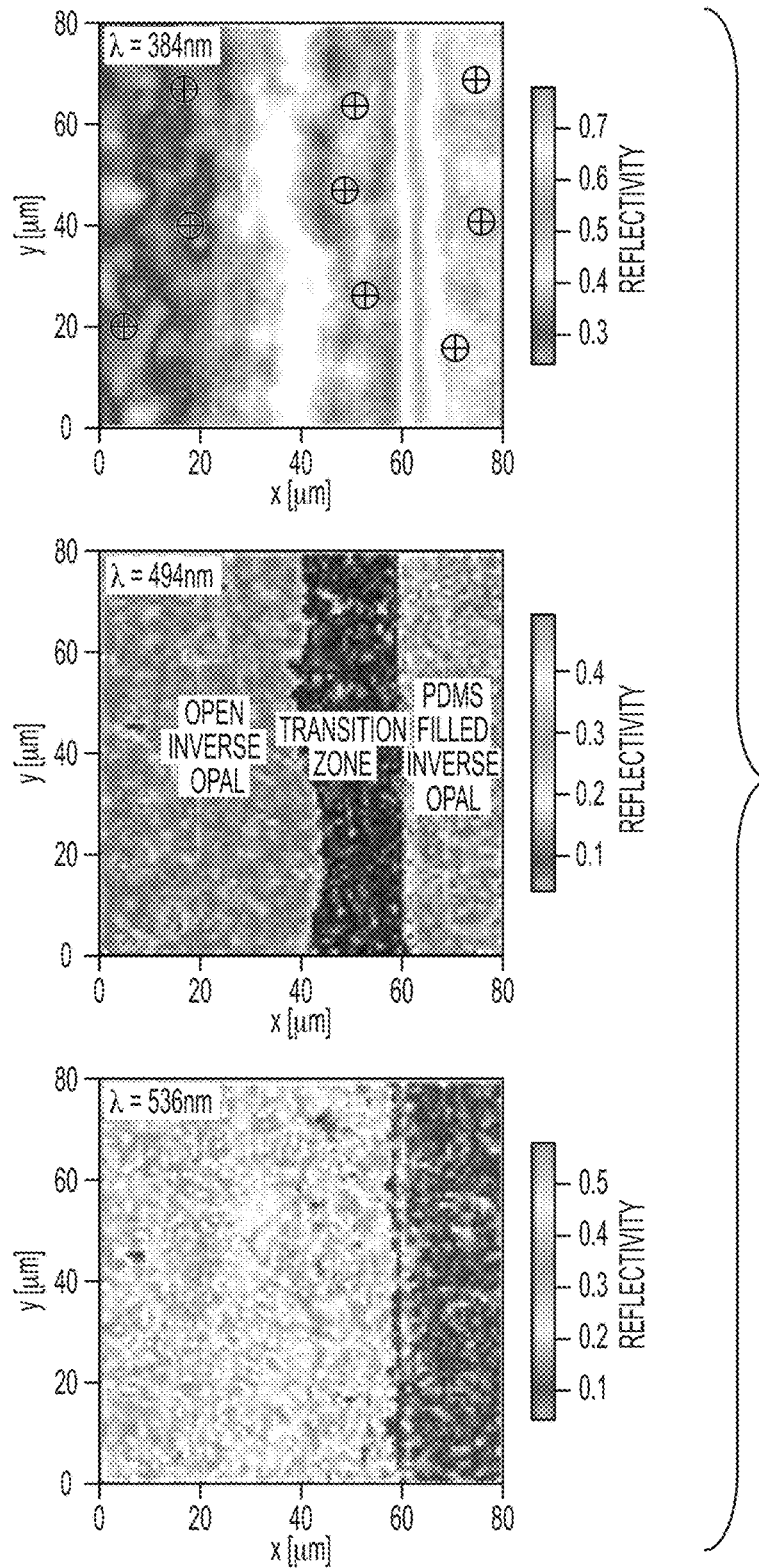 80
λ = 384nm
60
y [μm]
40
20
0
0
20
40
60
80
x [μm]
0.7
0.6
0.5
0.4
0.3
REFLECTIVITY
80
λ = 494nm
60
y [μm]
40
20
0
OPEN
INVERSE
OPAL
TRANSITION
ZONE
PDMS
FILLED
INVERSE
OPAL
0
20
40
60
80
x [μm]
0.4
0.3
0.2
0.1
REFLECTIVITY
80
λ = 536nm
60
y [μm]
40
20
0
0
20
40
60
80
x [μm]
0.5
0.4
0.3
0.2
0.1
REFLECTIVITY